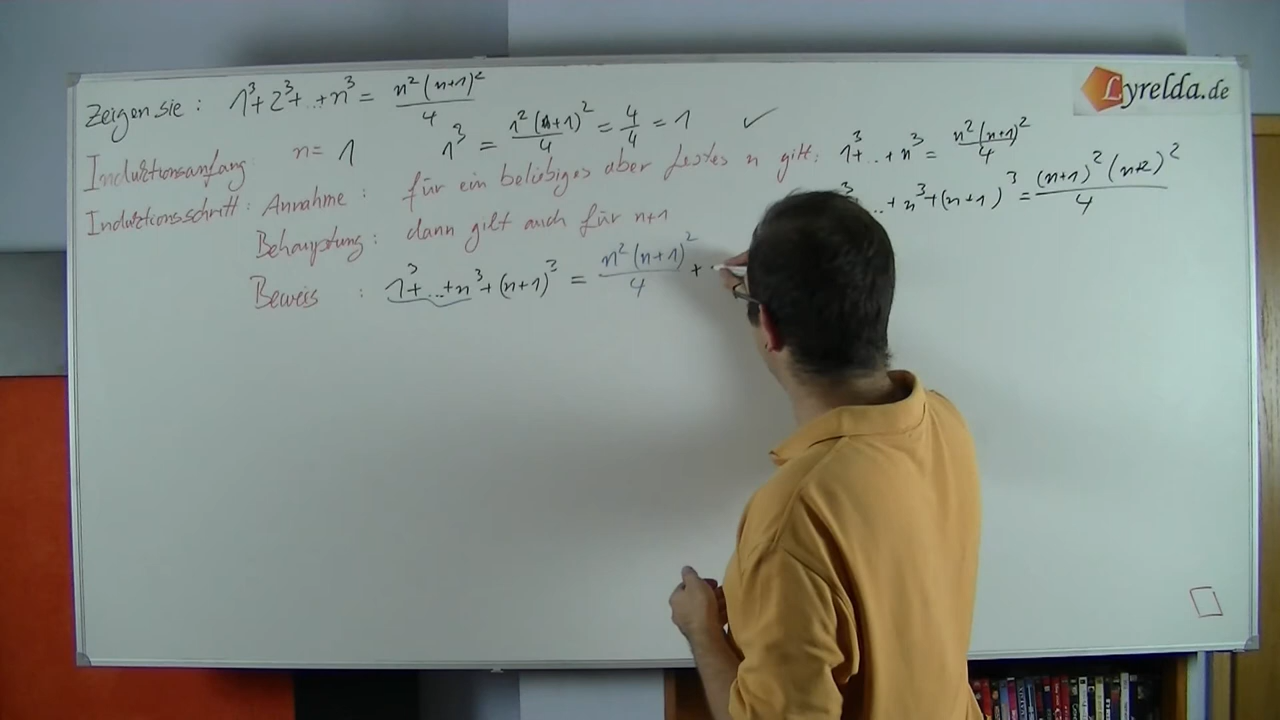 Lyrelda.de
Zeigen sie : 1³+2³+..+n³ = n²(n+1)²/4
Induktionsanfang: n = 1 1³ = 1²(1+1)²/4 = 4/4 = 1 ✓
Induktionsschritt: Annahme : für ein beliebiges aber festes n gilt: 1³+..+n³ = n²(n+1)²/4
Behauptung : dann gilt auch für n+1 ³ ..+n³+(n+1)³ = (n+1)²(n+2)²/4
Beweis : 1³+...+n³+(n+1)³ = n²(n+1)²/4 +